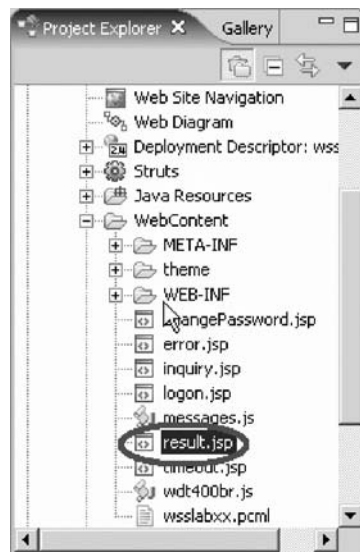 Project Explorer Gallery
Web Site Navigation
Web Diagram
Deployment Descriptor: wss
Struts
Java Resources
WebContent
META-INF
theme
WEB-INF
changePassword.jsp
error.jsp
inquiry.jsp
logon.jsp
messages.js
result.jsp
timeout.jsp
wdt400br.js
wsslabxx.pcml